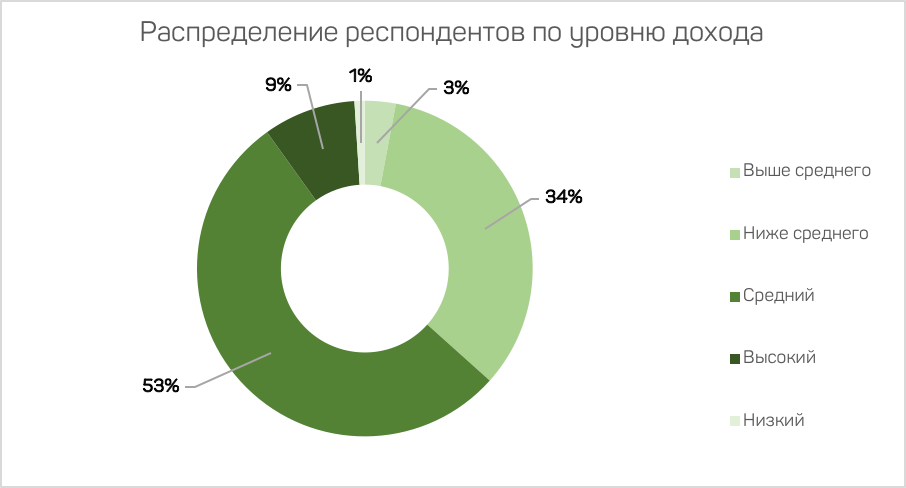 Распределение респондентов по уровню дохода
1%
9%
3%
34%
53%
Выше среднего
Ниже среднего
Средний
Высокий
Низкий